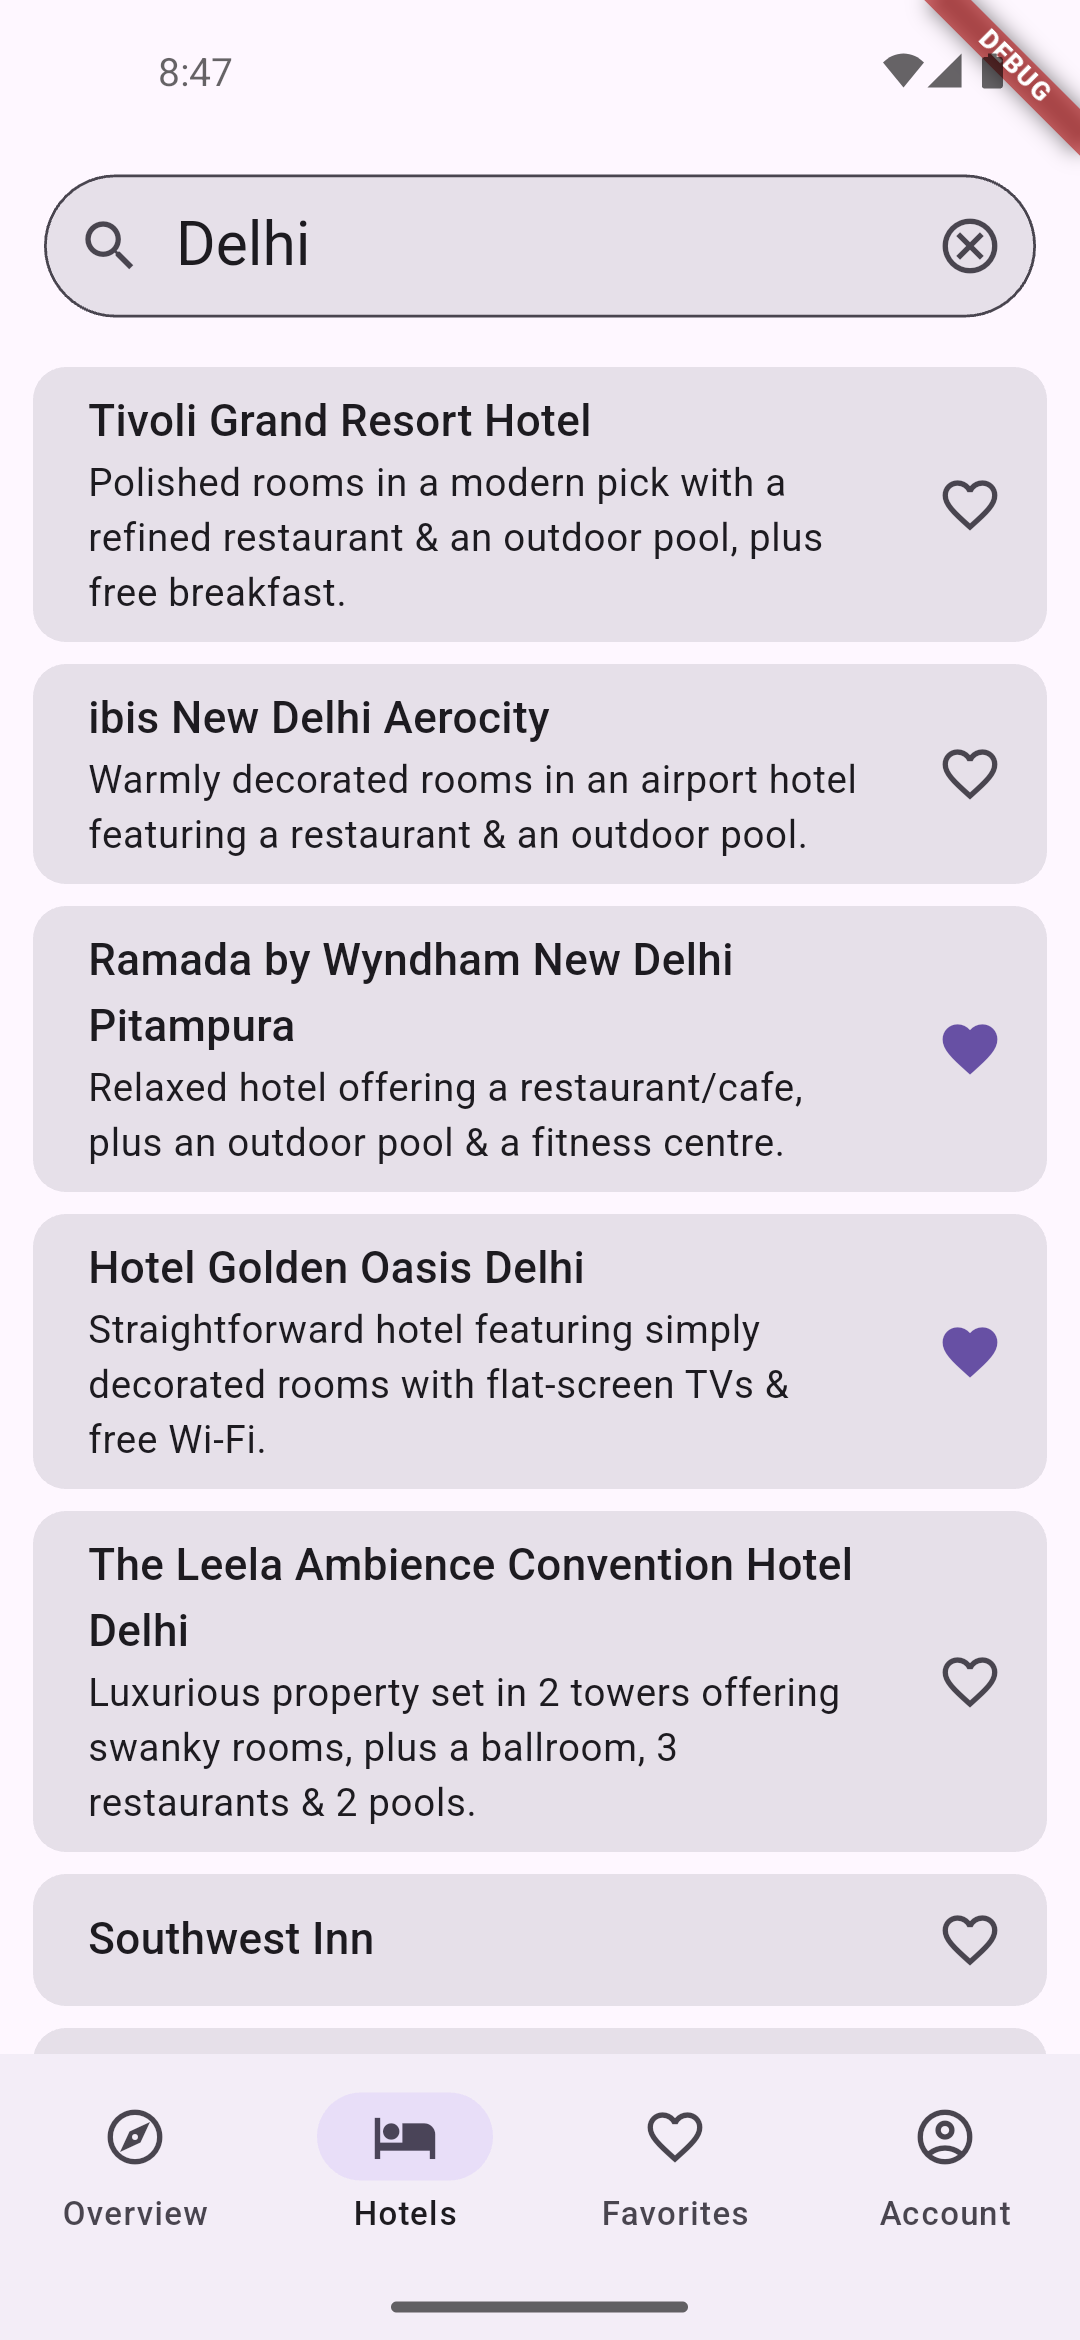 8:47
DEBUG
Delhi
Tivoli Grand Resort Hotel
Polished rooms in a modern pick with a
refined restaurant & an outdoor pool, plus
free breakfast.
ibis New Delhi Aerocity
Warmly decorated rooms in an airport hotel
featuring a restaurant & an outdoor pool.
Ramada by Wyndham New Delhi
Pitampura
Relaxed hotel offering a restaurant/cafe,
plus an outdoor pool & a fitness centre.
Hotel Golden Oasis Delhi
Straightforward hotel featuring simply
decorated rooms with flat-screen TVs &
free Wi-Fi.
The Leela Ambience Convention Hotel
Delhi
Luxurious property set in 2 towers offering
swanky rooms, plus a ballroom, 3
restaurants & 2 pools.
Southwest Inn
Overview
Hotels
Favorites
Account